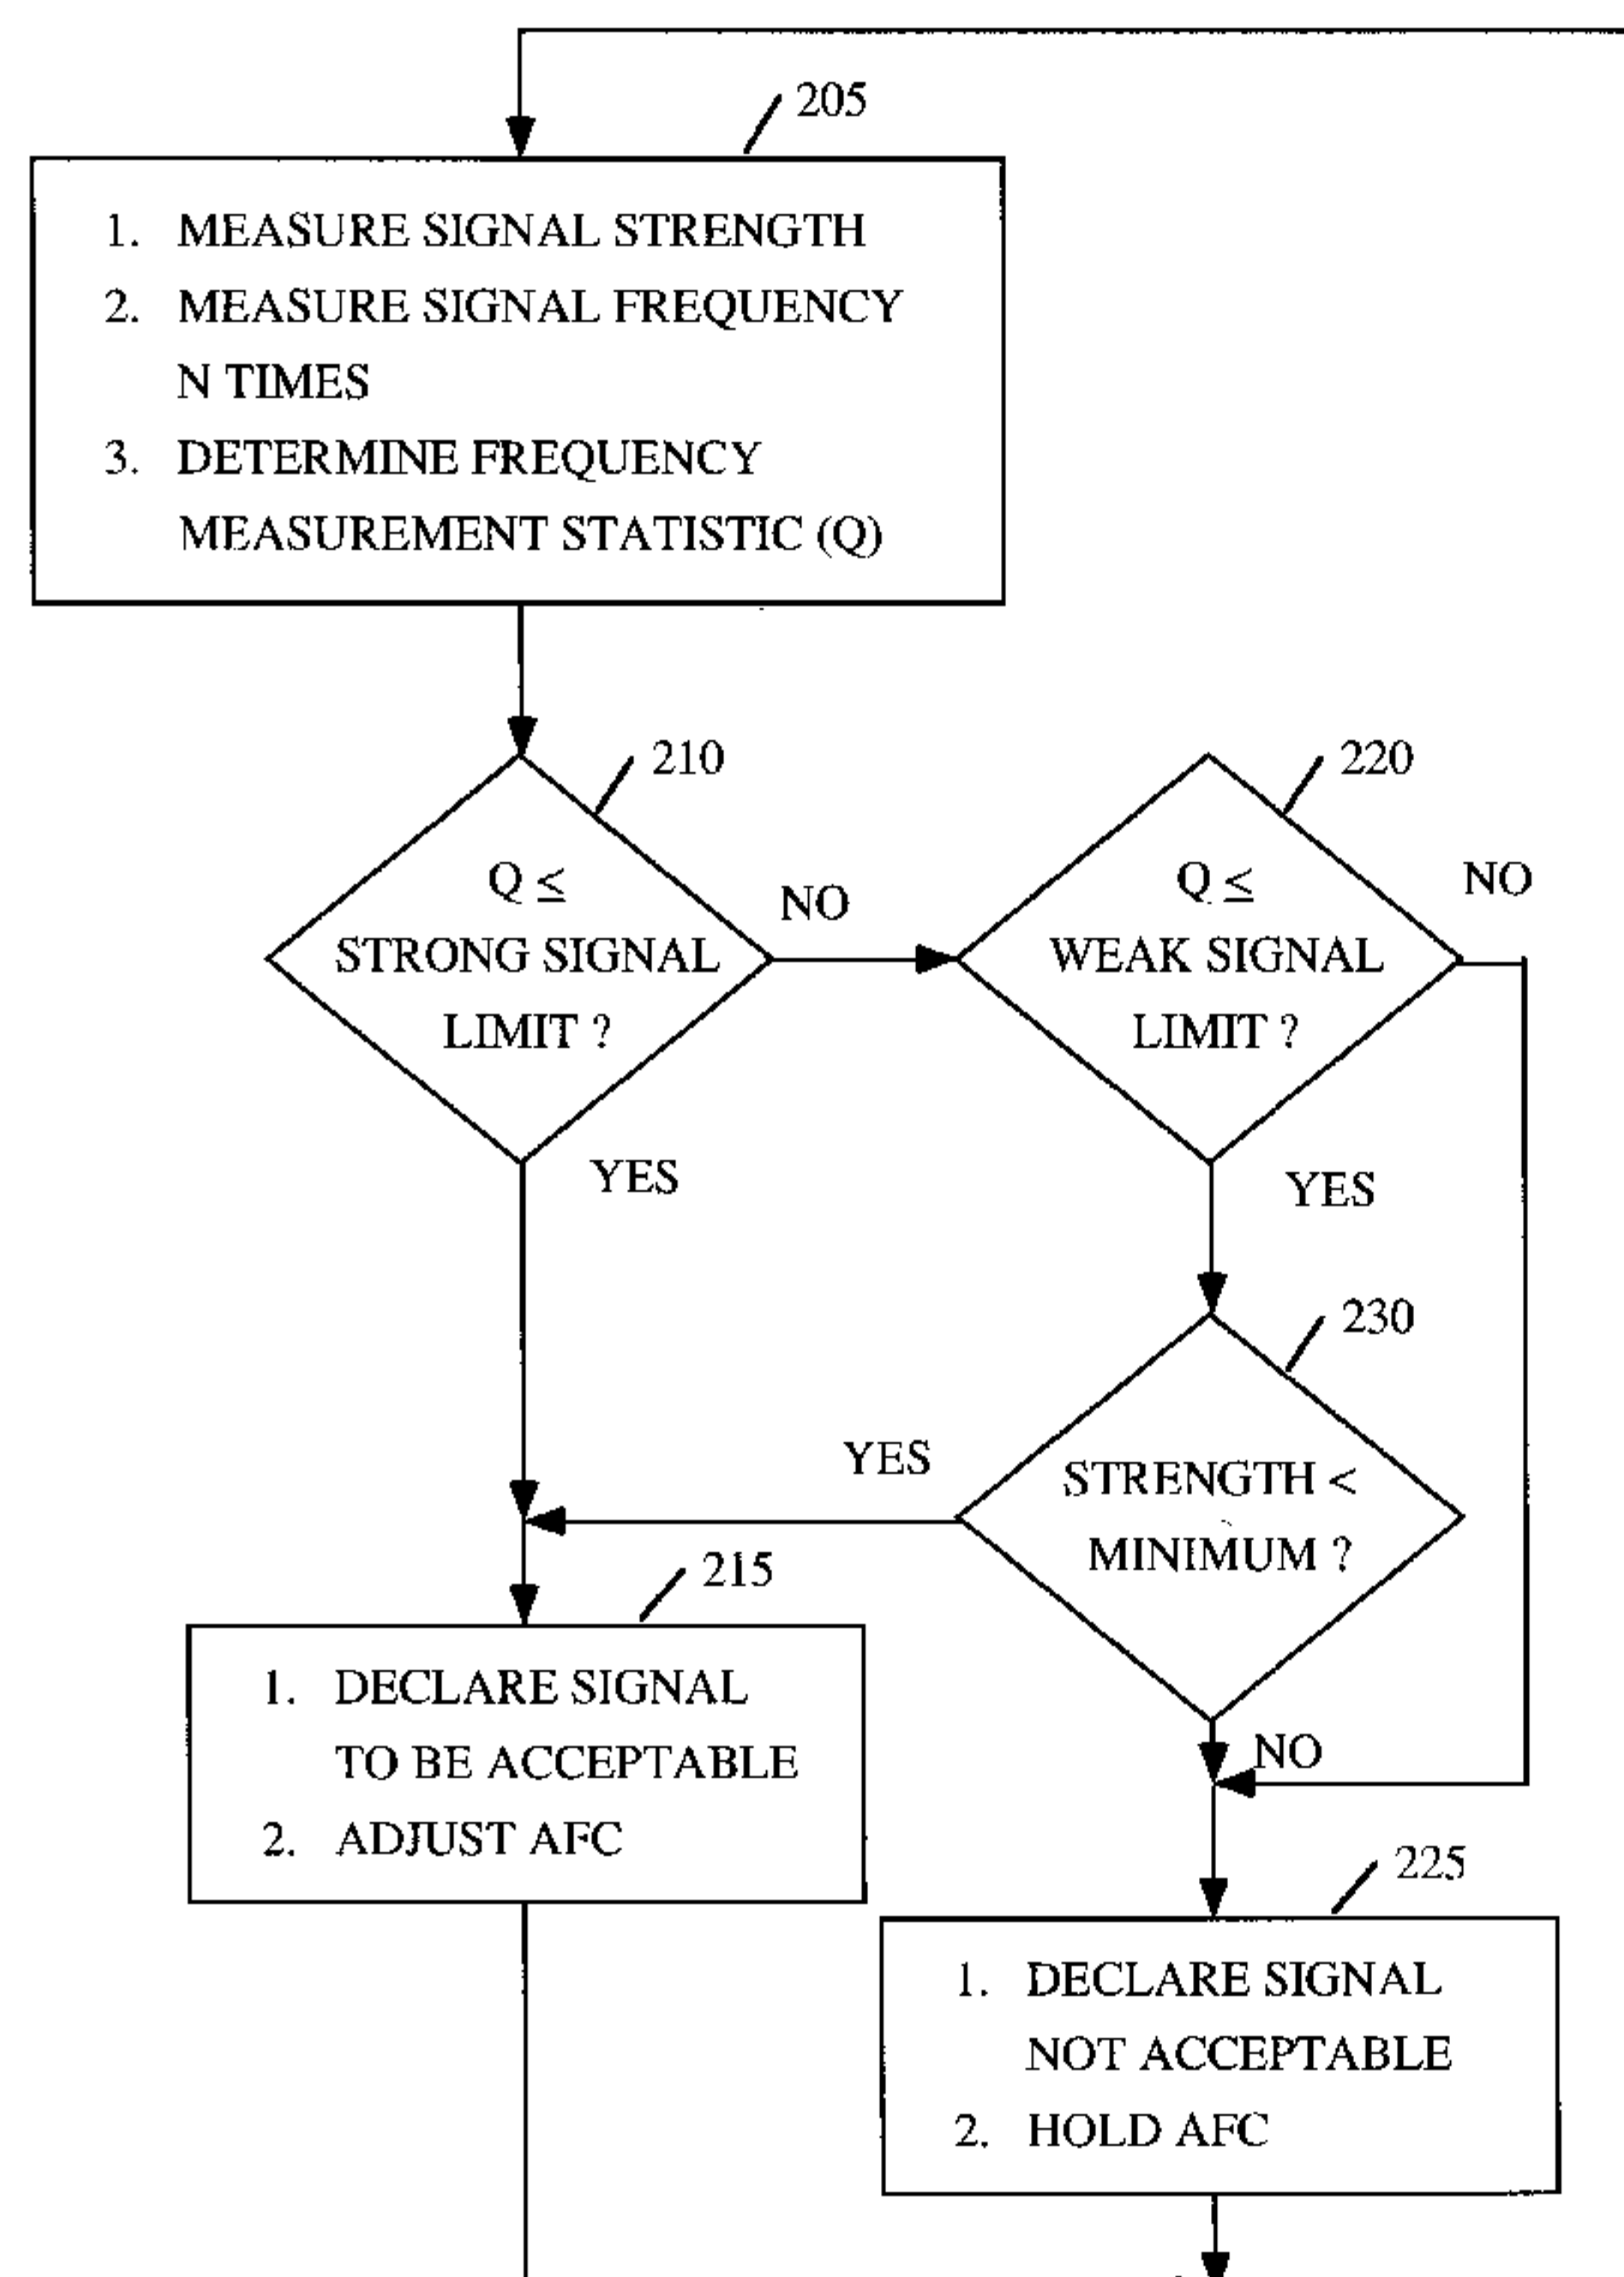 205
1. MEASURE SIGNAL STRENGTH
2. MEASURE SIGNAL FREQUENCY
N TIMES
3. DETERMINE FREQUENCY
MEASUREMENT STATISTIC (Q)
210
Q ≤
STRONG SIGNAL
LIMIT ?
NO
YES
220
Q ≤
WEAK SIGNAL
LIMIT ?
NO
YES
230
STRENGTH <
MINIMUM ?
YES
NO
215
1. DECLARE SIGNAL
TO BE ACCEPTABLE
2. ADJUST AFC
225
1. DECLARE SIGNAL
NOT ACCEPTABLE
2. HOLD AFC